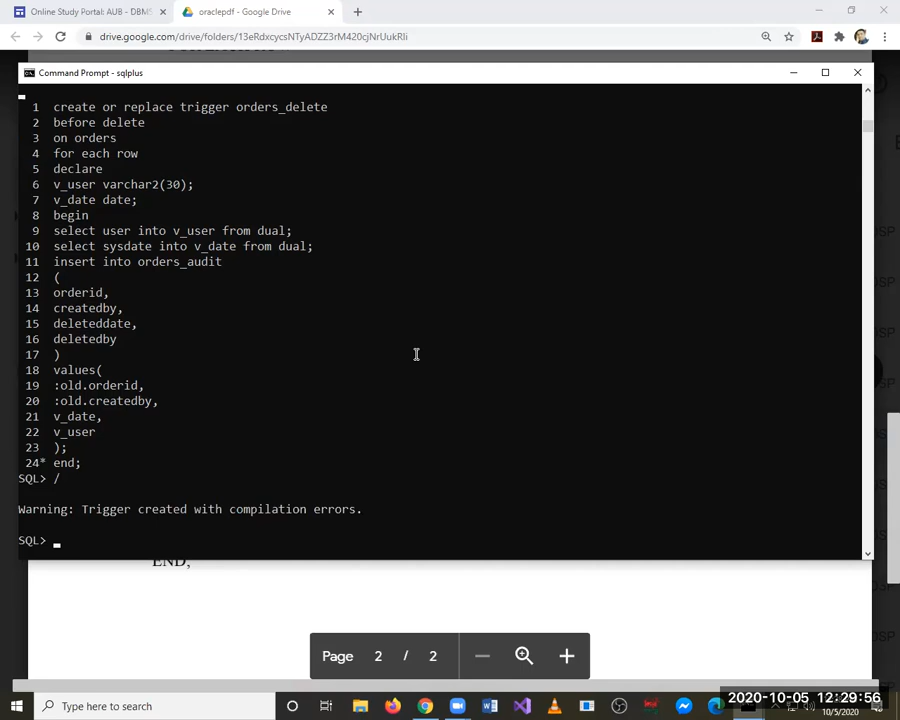 Online Study Portal: AUB - DBMS
oraclepdf - Google Drive
drive.google.com/drive/folders/13eRdxcycsNTyADZZ3rM420cjNrUukRli
Command Prompt - sqlplus
1 create or replace trigger orders_delete
2 before delete
3 on orders
4 for each row
5 declare
6 v_user varchar2(30);
7 v_date date;
8 begin
9 select user into v_user from dual;
10 select sysdate into v_date from dual;
11 insert into orders_audit
12 (
13 orderid,
14 createdby,
15 deleteddate,
16 deletedby
17 )
18 values(
19 :old.orderid,
20 :old.createdby,
21 v_date,
22 v_user
23 );
24* end;
SQL> /
Warning: Trigger created with compilation errors.
SQL>
END;
Page 2 / 2
Type here to search
2020-10-05 12:29:56
10/5/2020